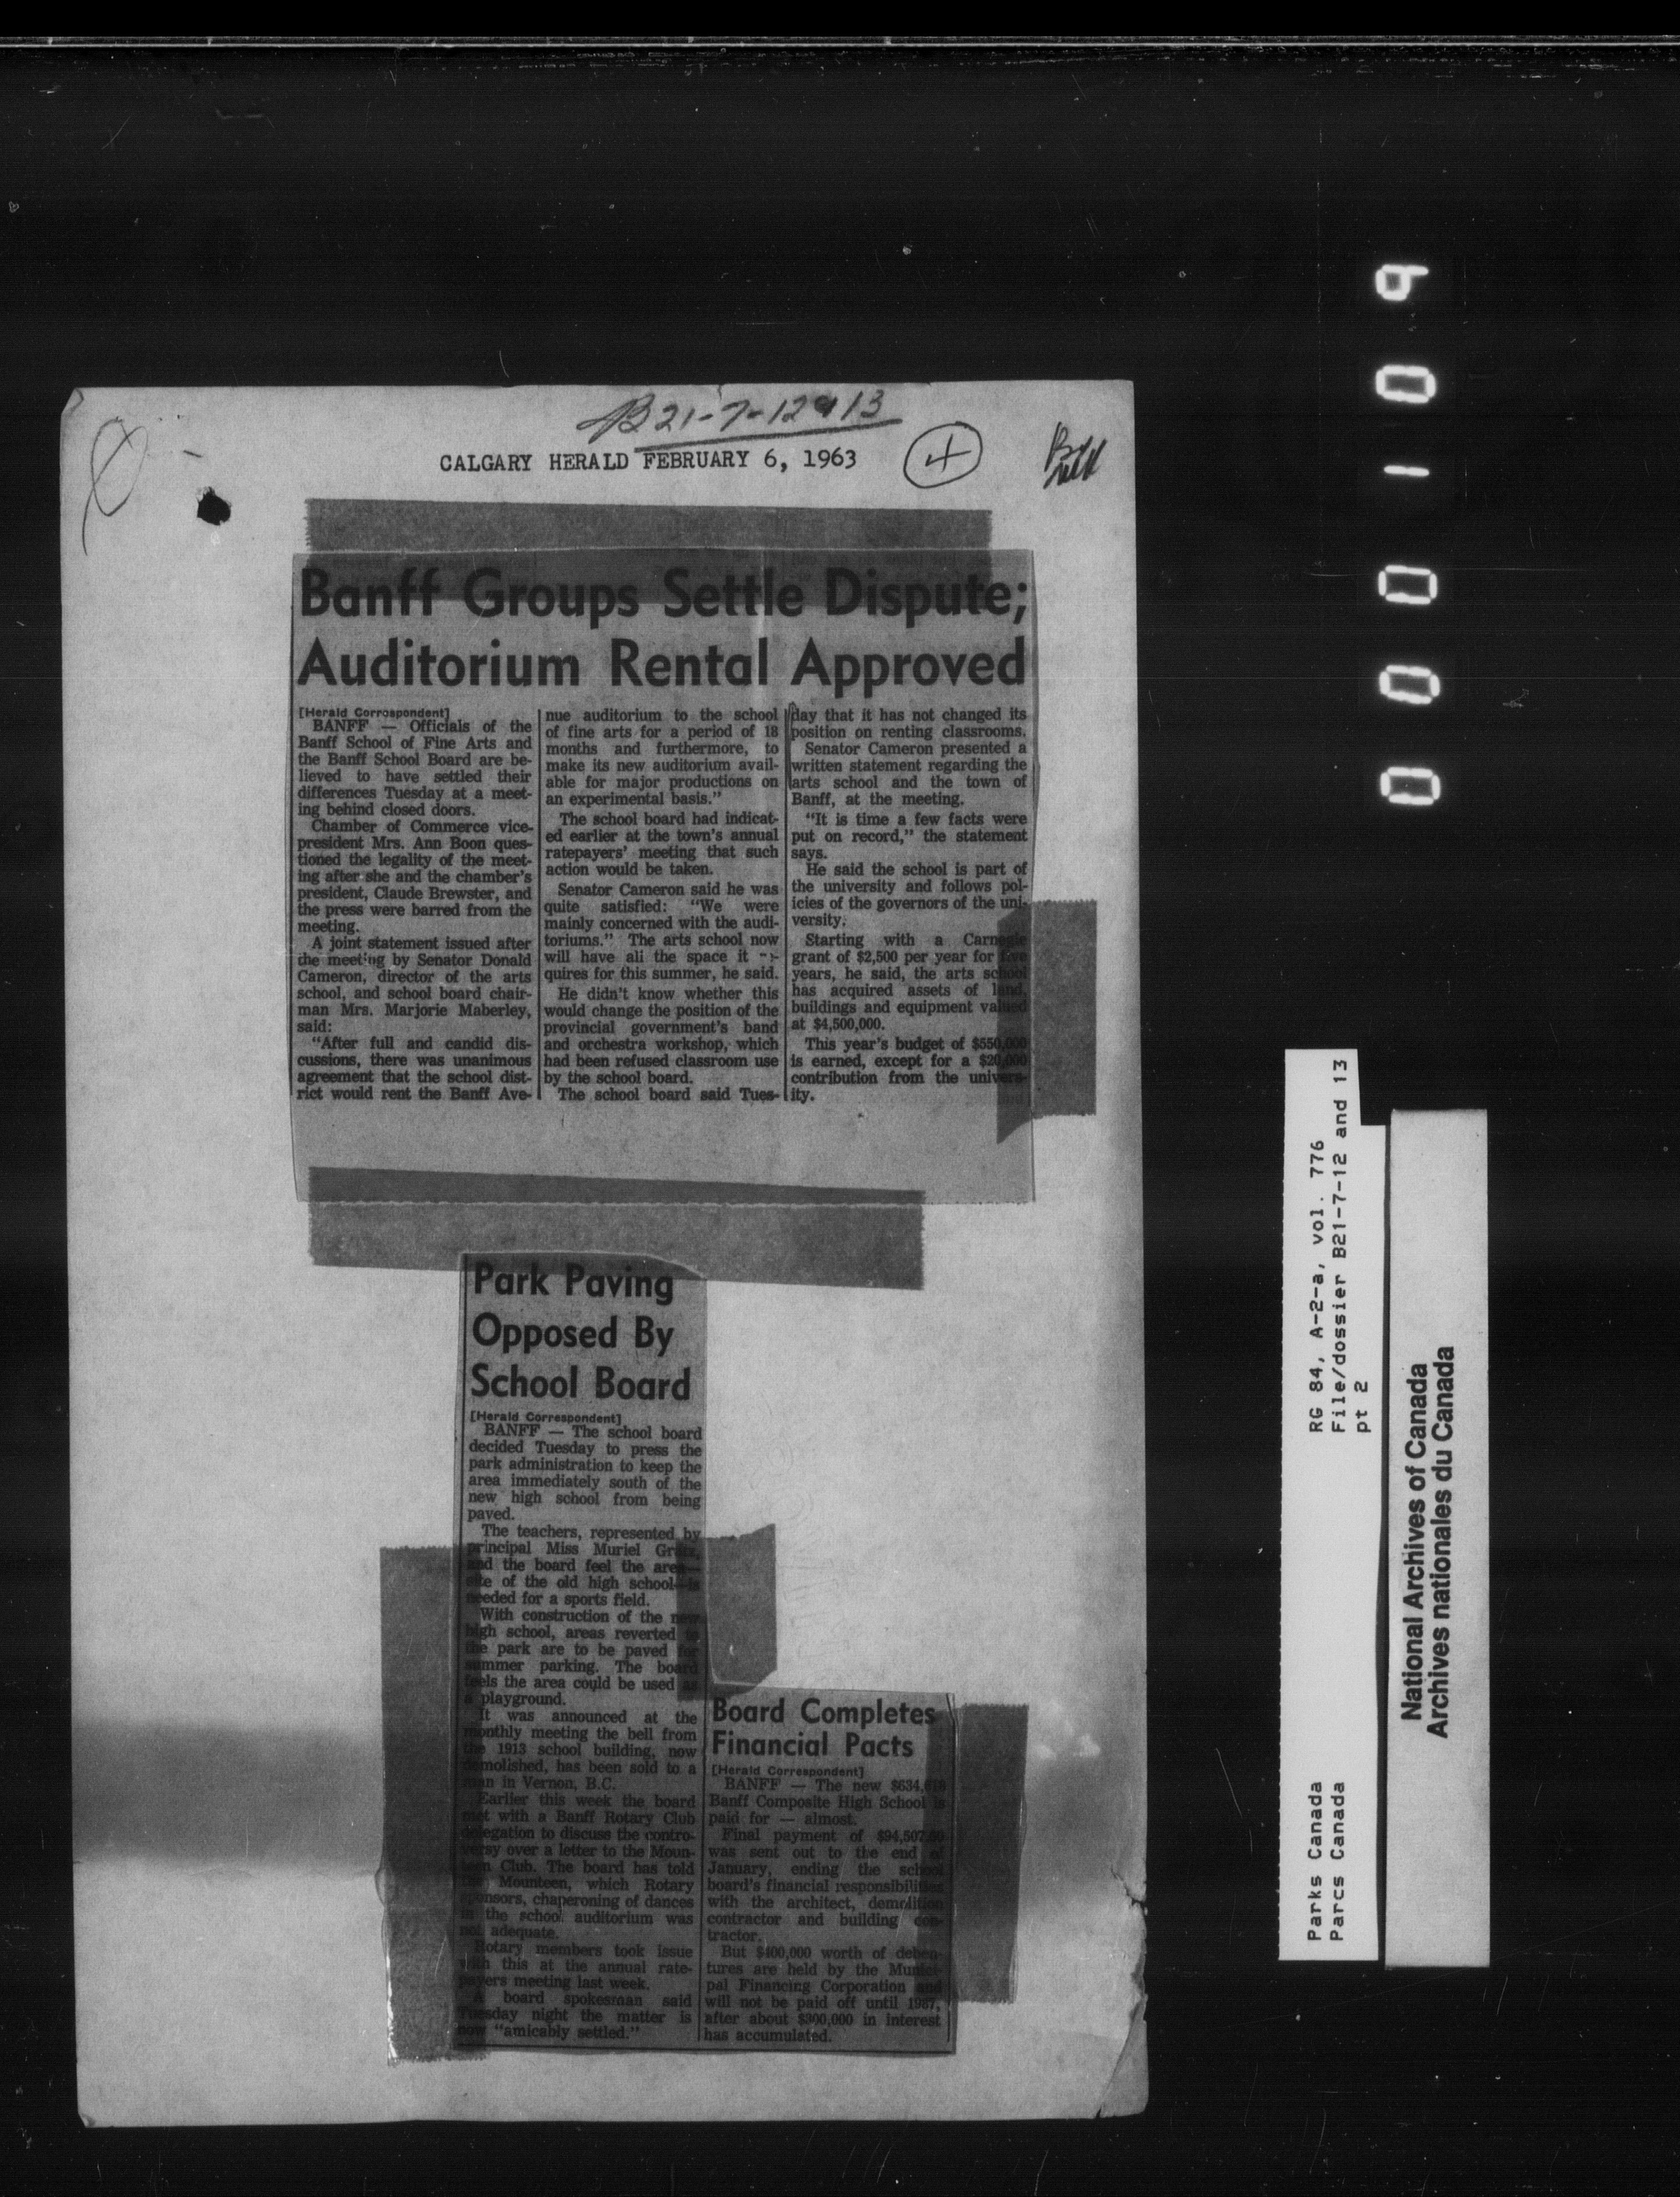 B21-7-12 & 13
CALGARY HERALD FEBRUARY 6, 1963
4
Banff Groups Settle Dispute;
Auditorium Rental Approved
[Herald Correspondent]
BANFF — Officials of the
Banff School of Fine Arts and
the Banff School Board are be-
lieved to have settled their
differences Tuesday at a meet-
ing behind closed doors.
Chamber of Commerce vice-
president Mrs. Ann Boon ques-
tioned the legality of the meet-
ing after she and the chamber's
president, Claude Brewster, and
the press were barred from the
meeting.
A joint statement issued after
the meeting by Senator Donald
Cameron, director of the arts
school, and school board chair-
man Mrs. Marjorie Maberley,
said:
"After full and candid dis-
cussions, there was unanimous
agreement that the school dist-
rict would rent the Banff Ave-
nue auditorium to the school
of fine arts for a period of 18
months and furthermore, to
make its new auditorium avail-
able for major productions on
an experimental basis."
The school board had indicat-
ed earlier at the town's annual
ratepayers' meeting that such
action would be taken.
Senator Cameron said he was
quite satisfied: "We were
mainly concerned with the audi-
toriums." The arts school now
will have all the space it re-
quires for this summer, he said.
He didn't know whether this
would change the position of the
provincial government's band
and orchestra workshop, which
had been refused classroom use
by the school board.
The school board said Tues-
day that it has not changed its
position on renting classrooms.
Senator Cameron presented a
written statement regarding the
arts school and the town of
Banff, at the meeting.
"It is time a few facts were
put on record," the statement
says.
He said the school is part of
the university and follows pol-
icies of the governors of the uni-
versity.
Starting with a Carnegie
grant of $2,500 per year for five
years, he said, the arts school
has acquired assets of land,
buildings and equipment valued
at $4,500,000.
This year's budget of $550,000
is earned, except for a $20,000
contribution from the univers-
ity.
Park Paving
Opposed By
School Board
[Herald Correspondent]
BANFF — The school board
decided Tuesday to press the
park administration to keep the
area immediately south of the
new high school from being
paved.
The teachers, represented by
principal Miss Muriel
and the board feel the area—
site of the old high school—is
needed for a sports field.
With construction of the new
high school, areas reverted to
the park are to be paved for
summer parking. The board
feels the area could be used as
a playground.
It was announced at the
monthly meeting the bell from
the 1913 school building, now
demolished, has been sold to a
man in Vernon, B.C.
Earlier this week the board
met with a Banff Rotary Club
delegation to discuss the contro-
versy over a letter to the Moun-
teen Club. The board has told
the Mounteen, which Rotary
sponsors, chaperoning of dances
in the school auditorium was
not adequate.
Rotary members took issue
with this at the annual rate-
payers meeting last week.
A board spokesman said
Tuesday night the matter is
now "amicably settled."
Board Completes
Financial Pacts
[Herald Correspondent]
BANFF — The new
Banff Composite High School is
paid for — almost.
Final payment of
was sent out to the end of
January, ending the school
board's financial responsibilities
with the architect, demolition
contractor and building con-
tractor.
But $400,000 worth of deben-
tures are held by the Munici-
pal Financing Corporation and
will not be paid off until 1987,
after about $300,000 in interest
has accumulated.
000109
Parks Canada RG 84, A-2-a, vol. 776
Parcs Canada File/dossier B21-7-12 and 13
pt 2
National Archives of Canada
Archives nationales du Canada